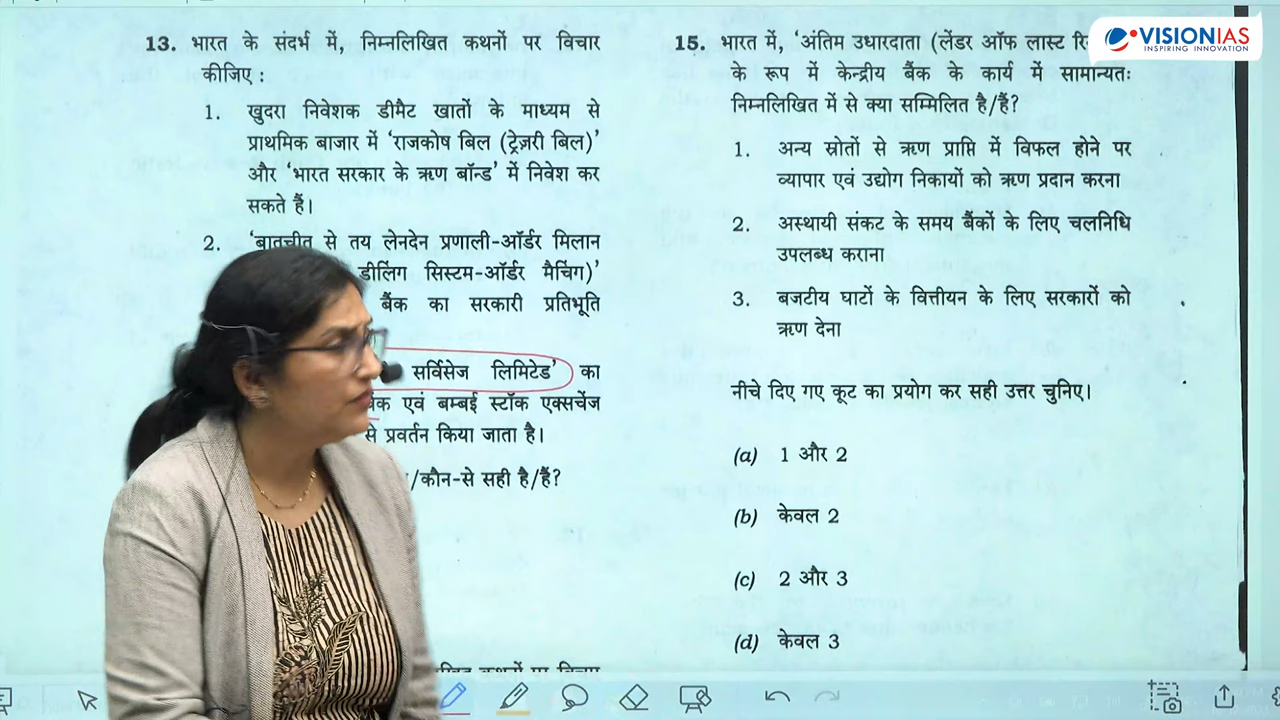 13. भारत के संदर्भ में, निम्नलिखित कथनों पर विचार
कीजिए :
1. खुदरा निवेशक डीमैट खातों के माध्यम से
प्राथमिक बाजार में ‘राजकोष बिल (ट्रेज़री बिल)’
और ‘भारत सरकार के ऋण बॉन्ड’ में निवेश कर
सकते हैं।
2. ‘बातचीत से तय लेनदेन प्रणाली-ऑर्डर मिलान
डीलिंग सिस्टम-ऑर्डर मैचिंग)’
बैंक का सरकारी प्रतिभूति
सर्विसेज लिमिटेड’ का
एवं बम्बई स्टॉक एक्सचेंज
से प्रवर्तन किया जाता है।
/कौन-से सही है/हैं?
15. भारत में, ‘अंतिम उधारदाता (लेंडर ऑफ लास्ट
के रूप में केन्द्रीय बैंक के कार्य में सामान्यतः
निम्नलिखित में से क्या सम्मिलित है/हैं?
1. अन्य स्रोतों से ऋण प्राप्ति में विफल होने पर
व्यापार एवं उद्योग निकायों को ऋण प्रदान करना
2. अस्थायी संकट के समय बैंकों के लिए चलनिधि
उपलब्ध कराना
3. बजटीय घाटों के वित्तीयन के लिए सरकारों को
ऋण देना
नीचे दिए गए कूट का प्रयोग कर सही उत्तर चुनिए।
(a) 1 और 2
(b) केवल 2
(c) 2 और 3
(d) केवल 3
VISIONIAS
INSPIRING INNOVATION